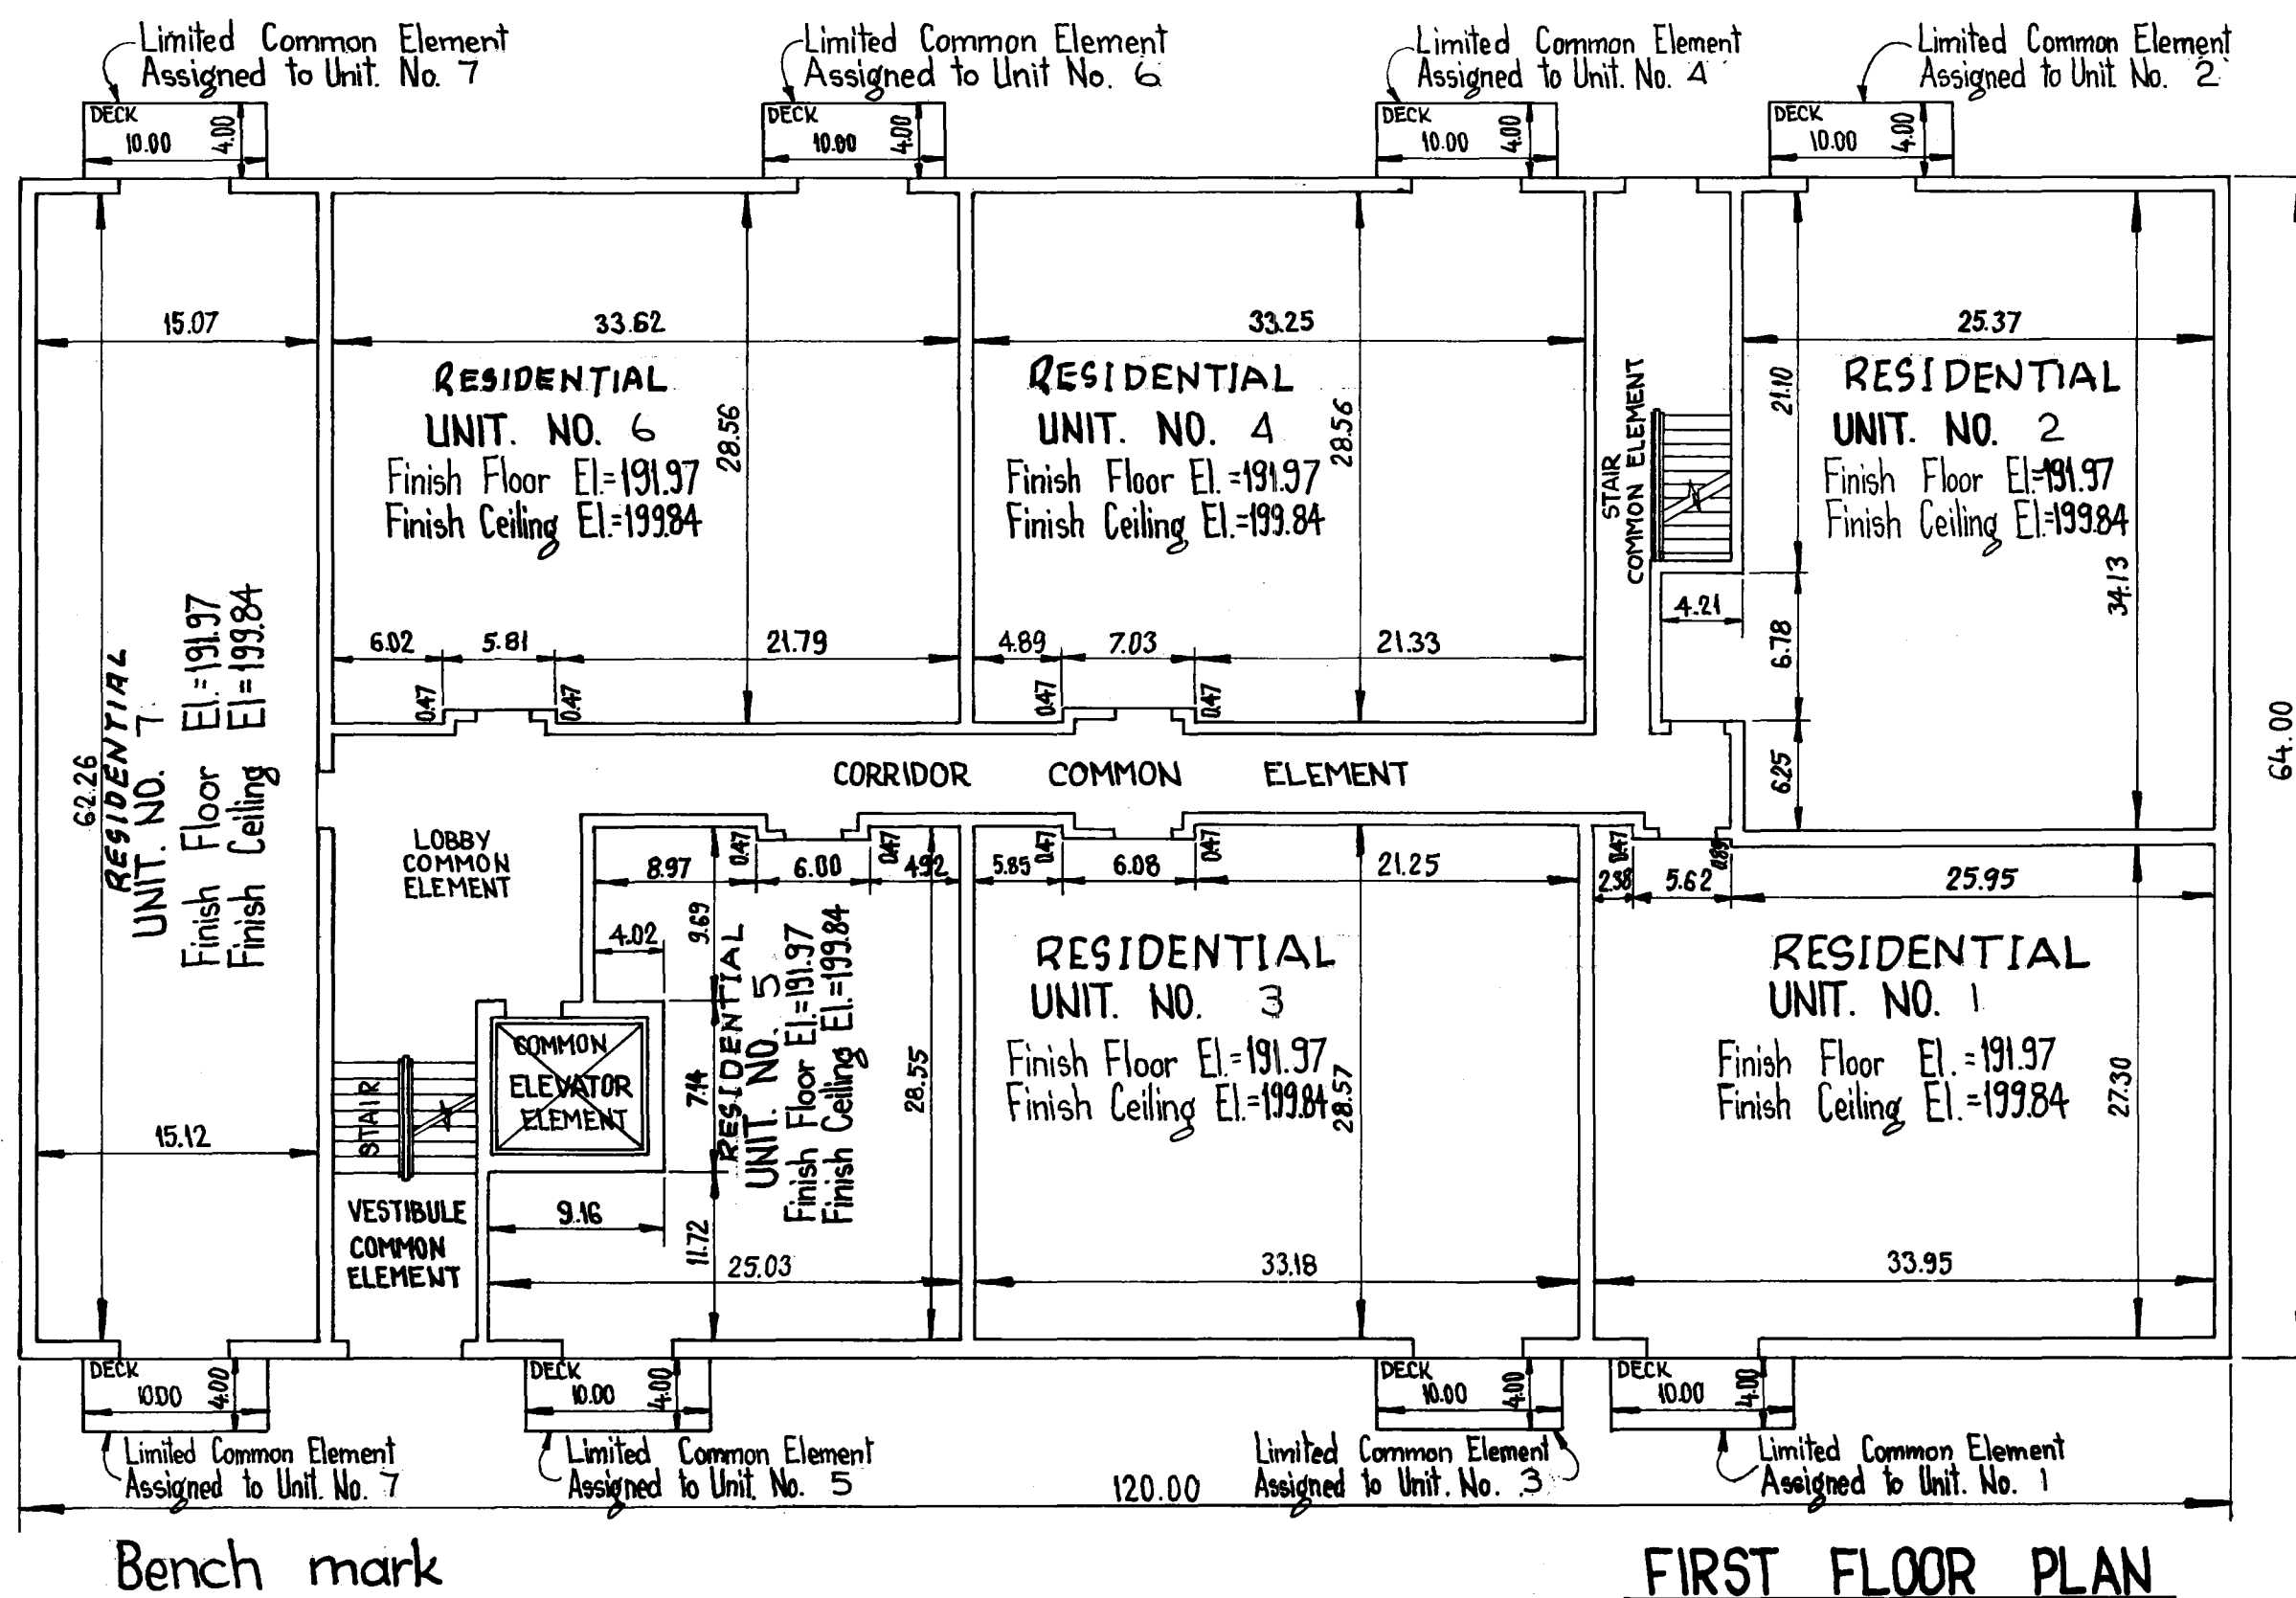 Limited Common Element
Assigned to Unit. No. 7
Limited Common Element
Assigned to Unit No. 6
Limited Common Element
Assigned to Unit. No. 4
Limited Common Element
Assigned to Unit No. 2
DECK
10.00
4.00
DECK
10.00
4.00
DECK
10.00
4.00
DECK
10.00
4.00
15.07
33.62
33.25
25.37
RESIDENTIAL
UNIT. NO. 6
Finish Floor El.=191.97
Finish Ceiling El.=199.84
28.56
RESIDENTIAL
UNIT. NO. 4
Finish Floor El.=191.97
Finish Ceiling El.=199.84
28.56
STAIR
COMMON ELEMENT
21.10
RESIDENTIAL
UNIT. NO. 2
Finish Floor El.=191.97
Finish Ceiling El.=199.84
34.13
4.21
6.78
6.25
64.00
6.02
5.81
21.79
0.47
0.47
4.89
7.03
21.33
0.47
0.47
62.26
RESIDENTIAL
UNIT. NO. 7
Finish Floor El.=191.97
Finish Ceiling El=199.84
15.12
CORRIDOR COMMON ELEMENT
LOBBY
COMMON
ELEMENT
8.97
0.47
6.00
0.47
4.92
4.02
9.69
7.44
11.72
RESIDENTIAL
UNIT. NO. 5
Finish Floor El.=191.97
Finish Ceiling El.=199.84
28.55
5.85
0.47
6.08
0.47
21.25
2.38
0.47
5.62
0.89
25.95
RESIDENTIAL
UNIT. NO. 3
Finish Floor El.=191.97
Finish Ceiling El.=199.84
28.57
RESIDENTIAL
UNIT. NO. 1
Finish Floor El.=191.97
Finish Ceiling El.=199.84
27.30
COMMON
ELEVATOR
ELEMENT
STAIR
VESTIBULE
COMMON
ELEMENT
9.16
25.03
33.18
33.95
DECK
10.00
4.00
DECK
10.00
4.00
DECK
10.00
4.00
DECK
10.00
4.00
Limited Common Element
Assigned to Unit. No. 7
Limited Common Element
Assigned to Unit. No. 5
Limited Common Element
Assigned to Unit. No. 3
Limited Common Element
Assigned to Unit. No. 1
120.00
Bench mark
FIRST FLOOR PLAN